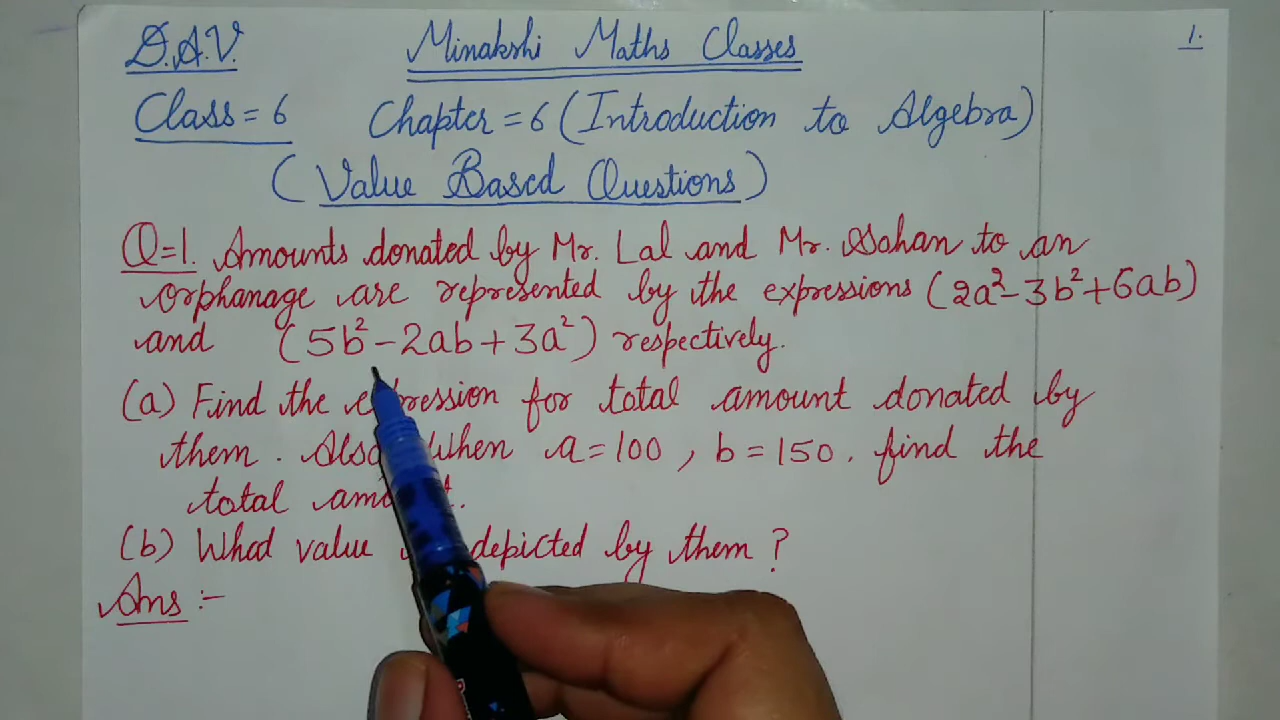 D.A.V. Minakshi Maths Classes 1.
Class = 6 Chapter = 6 (Introduction to Algebra)
(Value Based Questions)
Q=1. Amounts donated by Mr. Lal and Mr. Sohan to an
orphanage are represented by the expressions (2a²-3b²+6ab)
and (5b²-2ab+3a²) respectively.
(a) Find the expression for total amount donated by
them. Also when a=100, b=150. find the
total
(b) What value depicted by them?
Ans :-